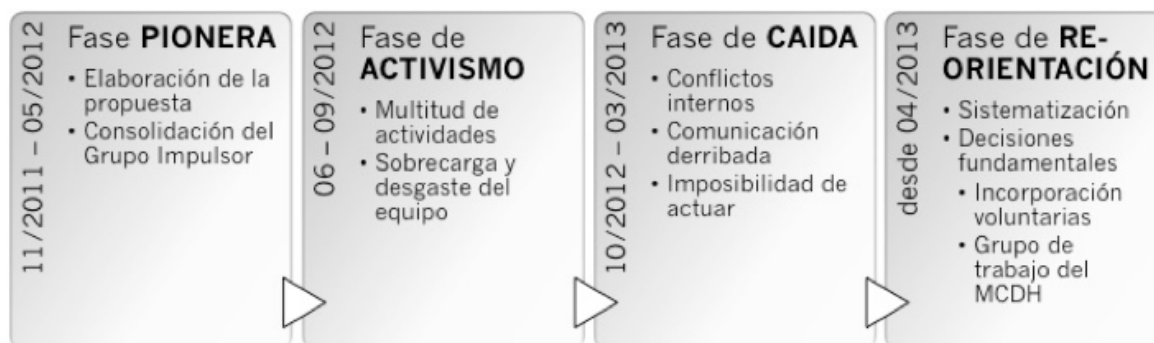 11/2011 – 05/2012
Fase PIONERA
• Elaboración de la
propuesta
• Consolidación del
Grupo Impulsor
06 – 09/2012
Fase de
ACTIVISMO
• Multitud de
actividades
• Sobrecarga y
desgaste del
equipo
10/2012 – 03/2013
Fase de CAIDA
• Conflictos
internos
• Comunicación
derribada
• Imposibilidad de
actuar
desde 04/2013
Fase de RE-
ORIENTACIÓN
• Sistematización
• Decisiones
fundamentales
• Incorporación
voluntarias
• Grupo de
trabajo del
MCDH